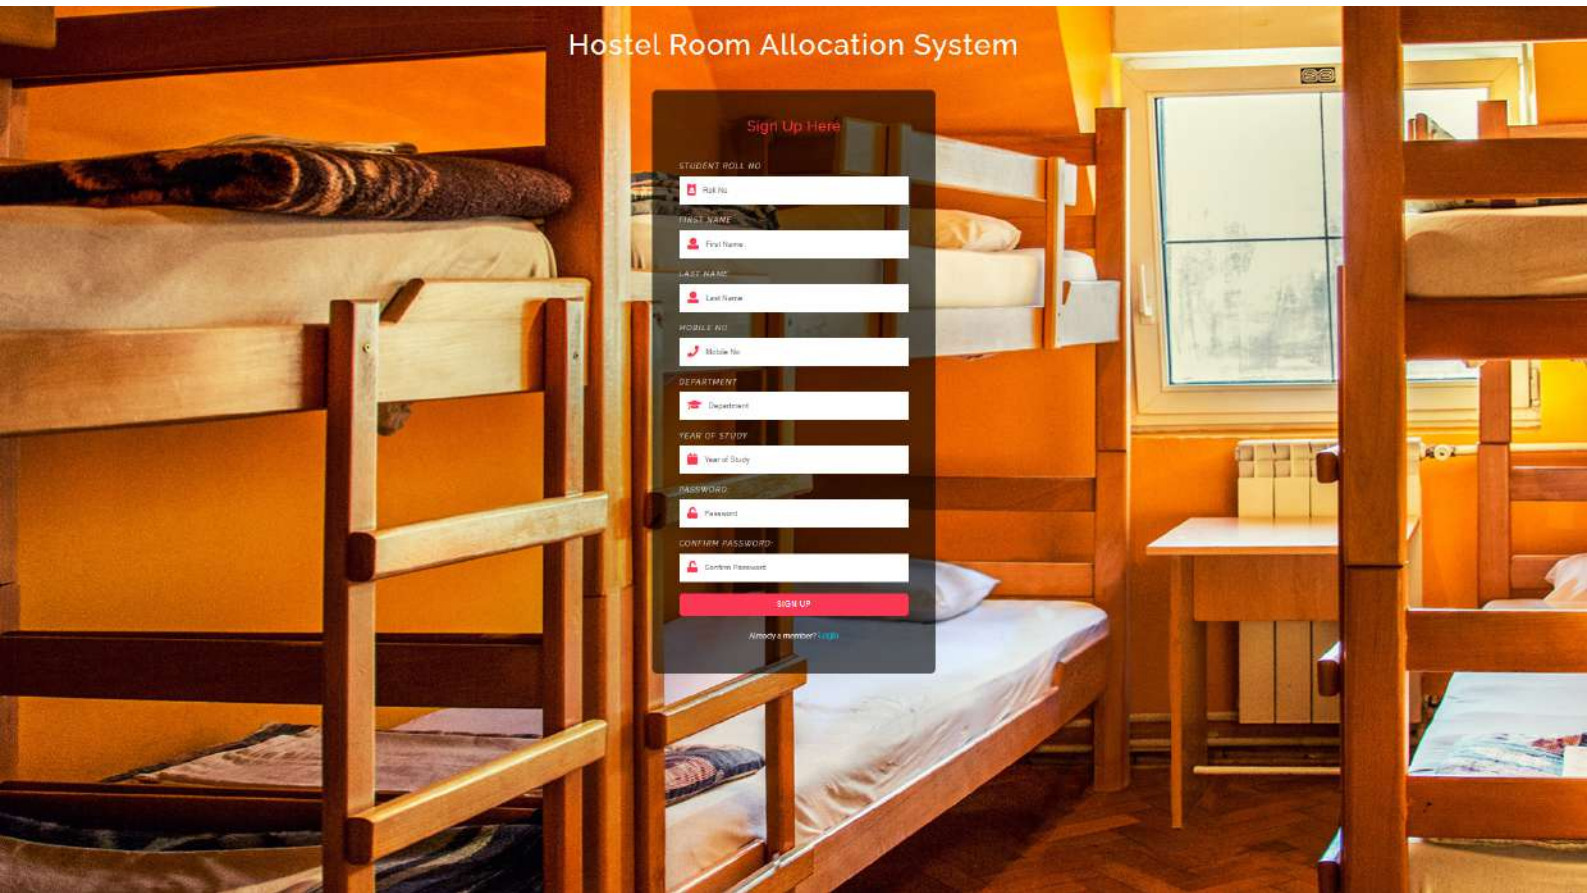 Hostel Room Allocation System
Sign Up Here
STUDENT ROLL NO
Roll No
FIRST NAME
First Name
LAST NAME
Last Name
MOBILE NO
Mobile No
DEPARTMENT
Department
YEAR OF STUDY
Year of Study
PASSWORD:
Password
CONFIRM PASSWORD:
Confirm Password
SIGN UP
Already a member? Login